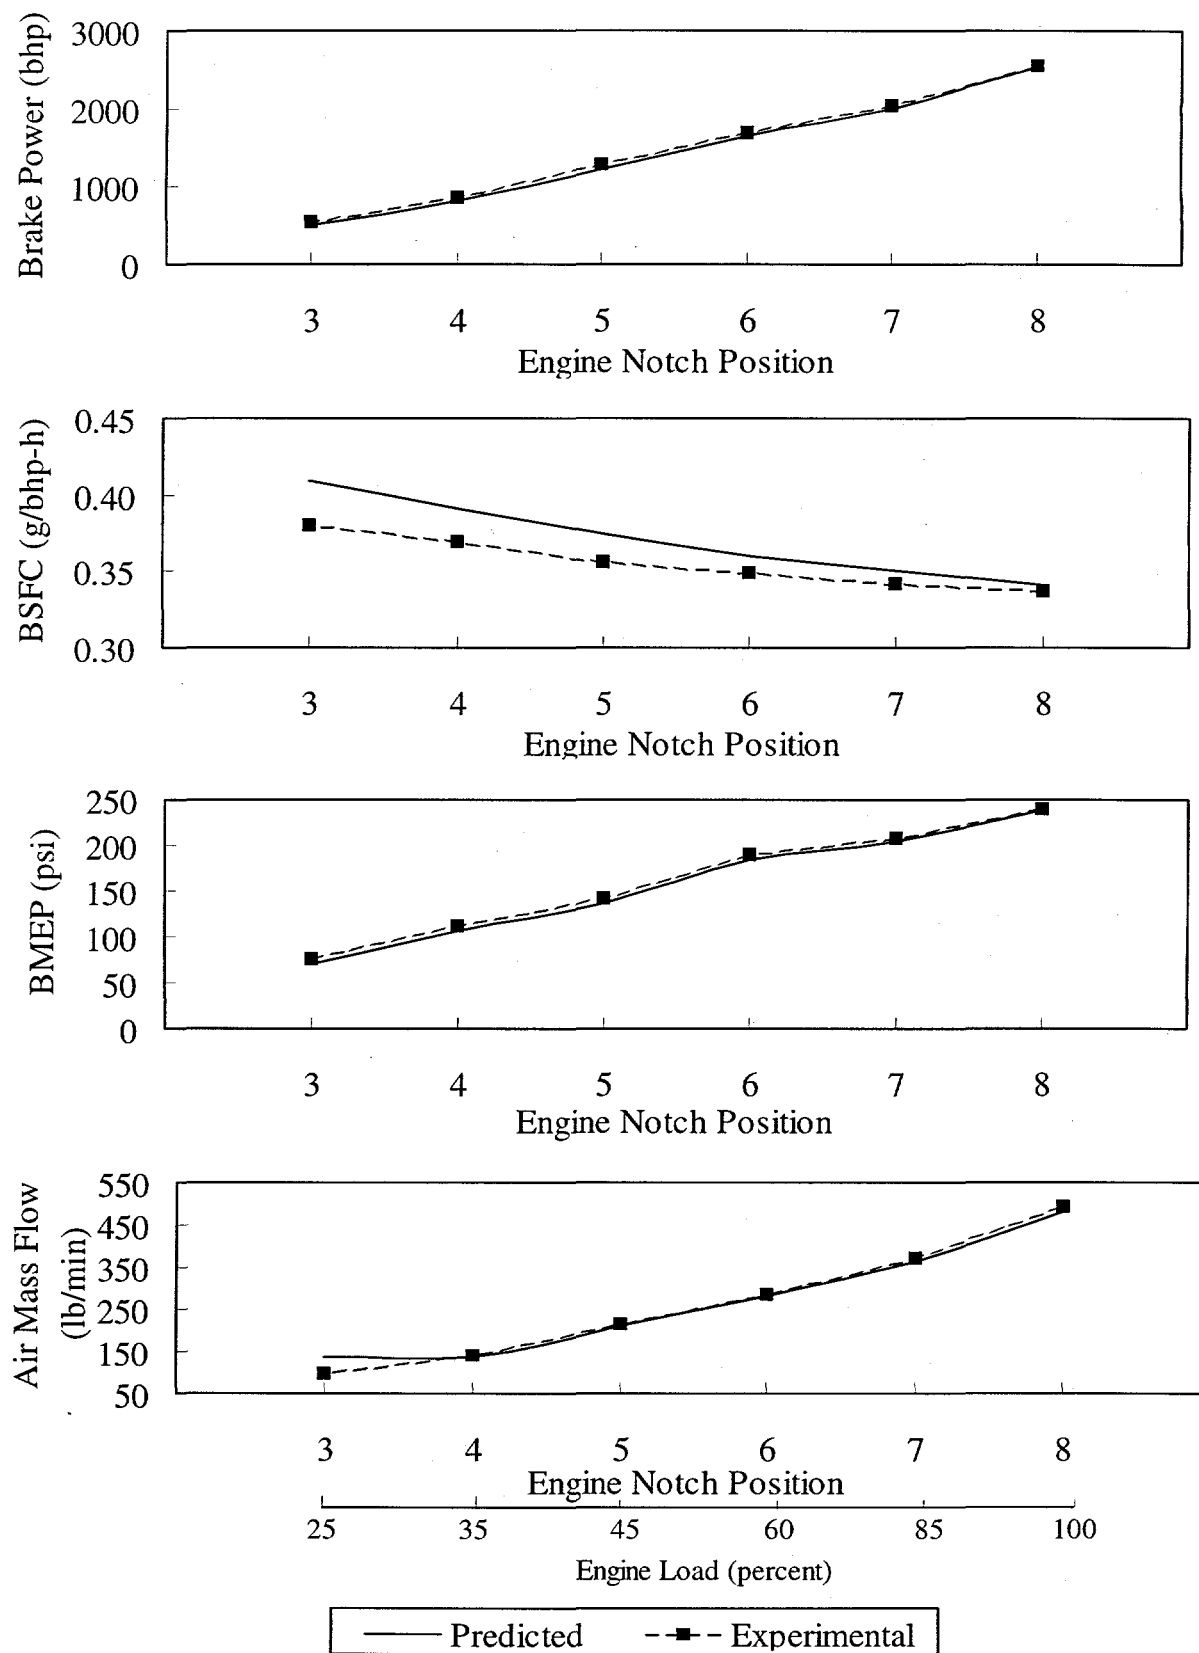 Brake Power (bhp)
3000
2000
1000
0
3 4 5 6 7 8
Engine Notch Position
BSFC (g/bhp-h)
0.45
0.40
0.35
0.30
3 4 5 6 7 8
Engine Notch Position
BMEP (psi)
250
200
150
100
50
0
3 4 5 6 7 8
Engine Notch Position
Air Mass Flow
(lb/min)
550
450
350
250
150
50
3 4 5 6 7 8
Engine Notch Position
25 35 45 60 85 100
Engine Load (percent)
Predicted Experimental